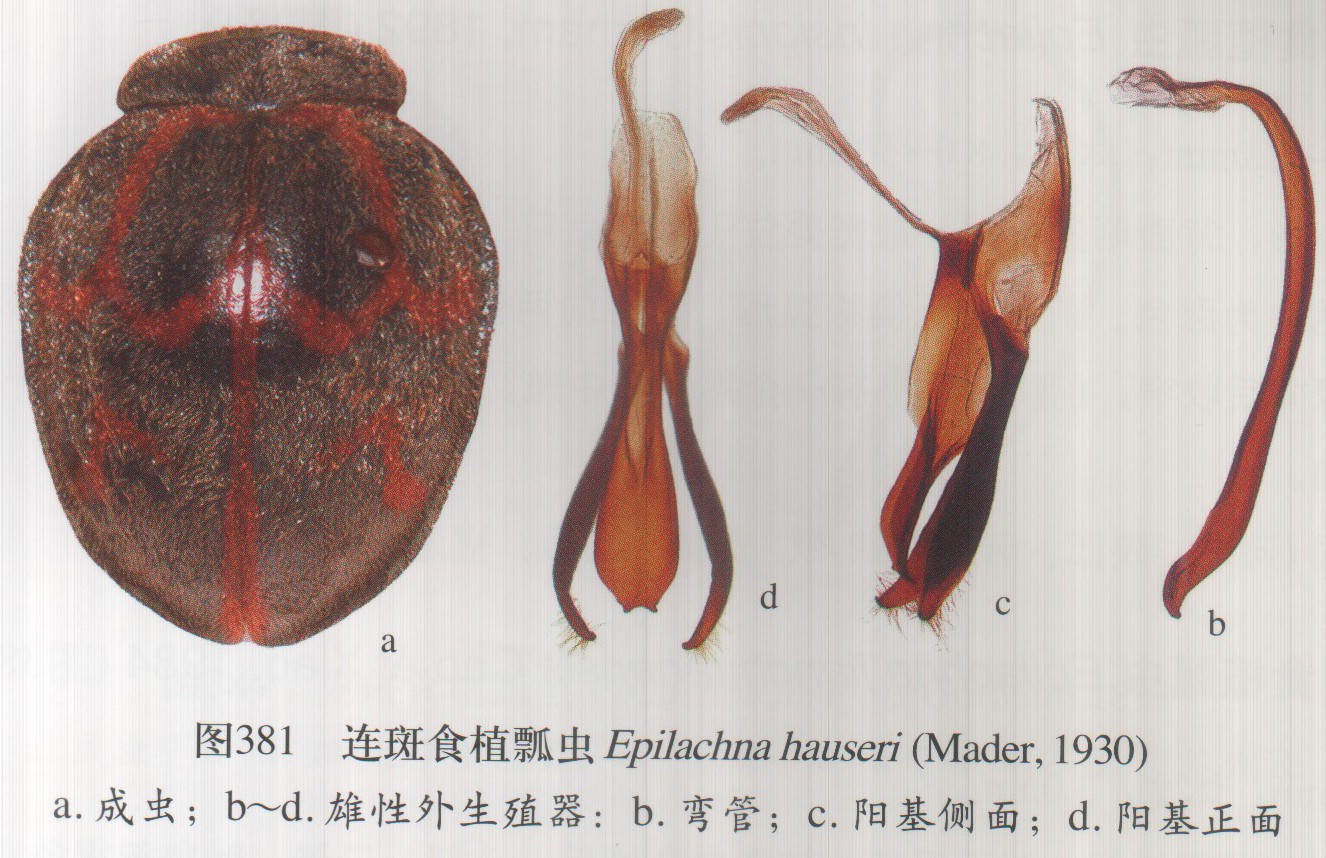 a
d
c
b
图381 连斑食植瓢虫 Epilachna hauseri (Mader, 1930)
a. 成虫；b～d. 雄性外生殖器：b. 弯管；c. 阳基侧面；d. 阳基正面